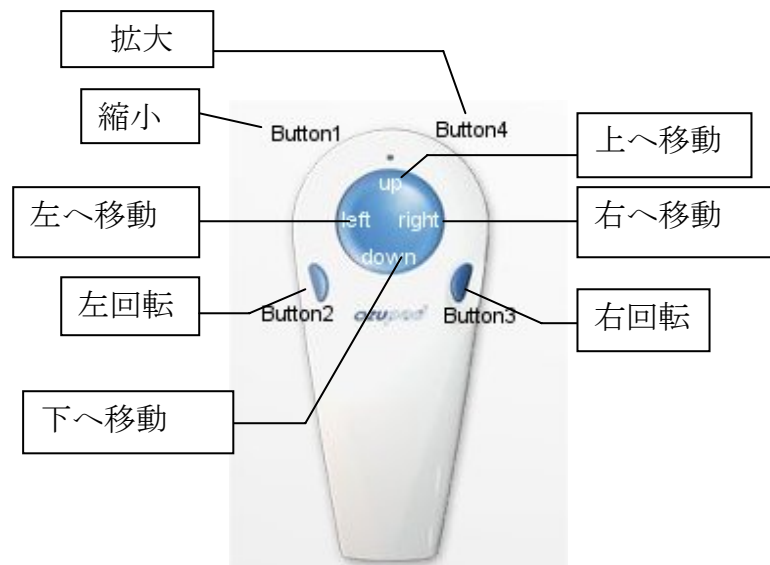 拡大
縮小
Button1
Button4
上へ移動
up
左へ移動
left
right
右へ移動
down
左回転
Button2
Button3
右回転
下へ移動